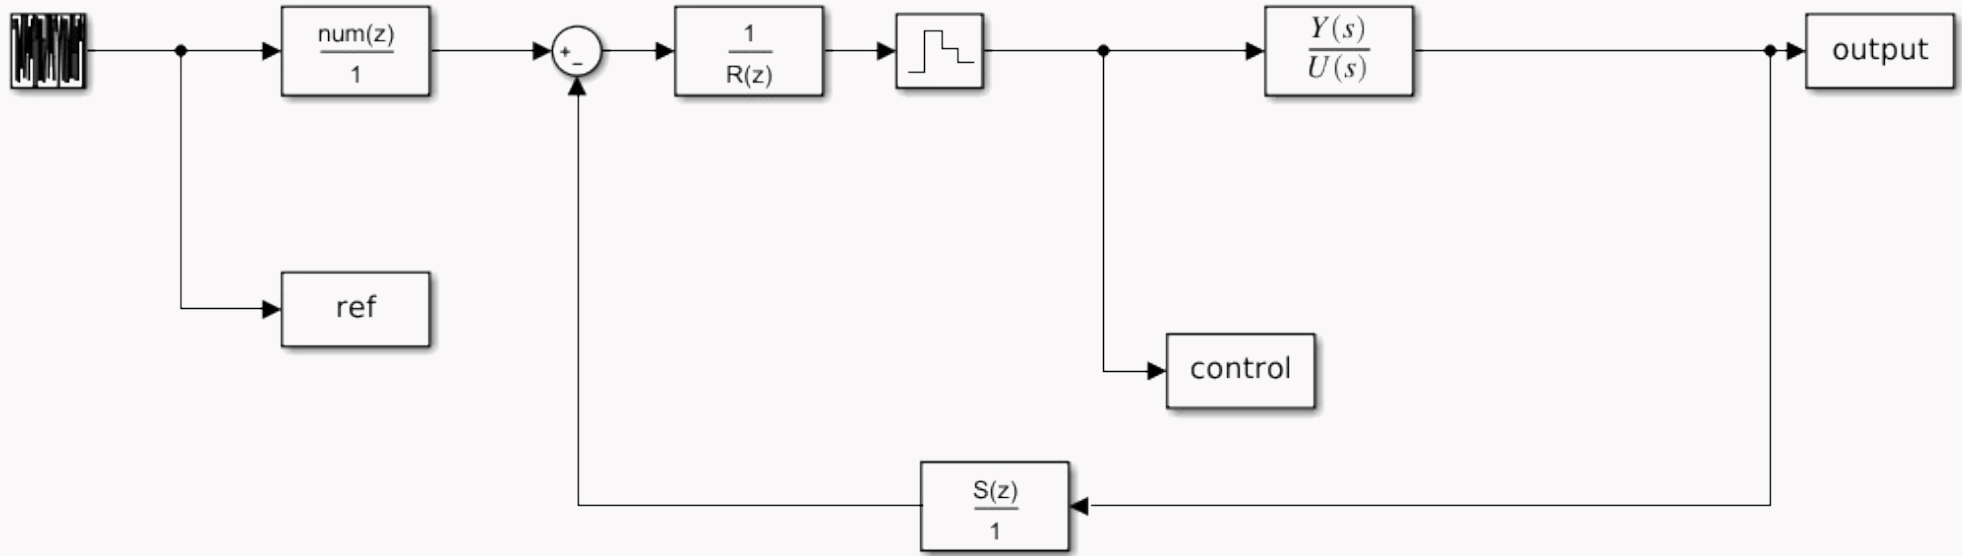 num(z)
1
+
−
1
R(z)
Y(s)
U(s)
output
ref
control
S(z)
1